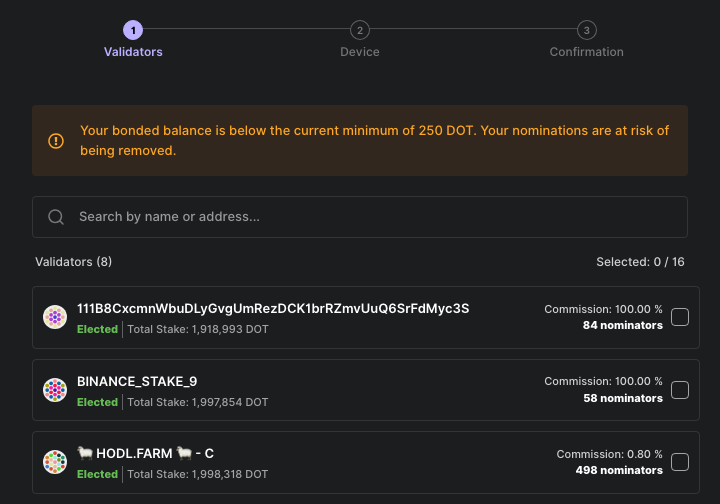 1
2
3
Validators
Device
Confirmation
Your bonded balance is below the current minimum of 250 DOT. Your nominations are at risk of
being removed.
Search by name or address...
Validators (8)
Selected: 0 / 16
111B8CxcmnWbuDLyGvgUmRezDCK1brRZmvUuQ6SrFdMyc3S
Commission: 100.00 %
Elected | Total Stake: 1,918,993 DOT
84 nominators
BINANCE_STAKE_9
Commission: 100.00 %
Elected | Total Stake: 1,997,854 DOT
58 nominators
🐑 HODL.FARM 🐑 - C
Commission: 0.80 %
Elected | Total Stake: 1,998,318 DOT
498 nominators